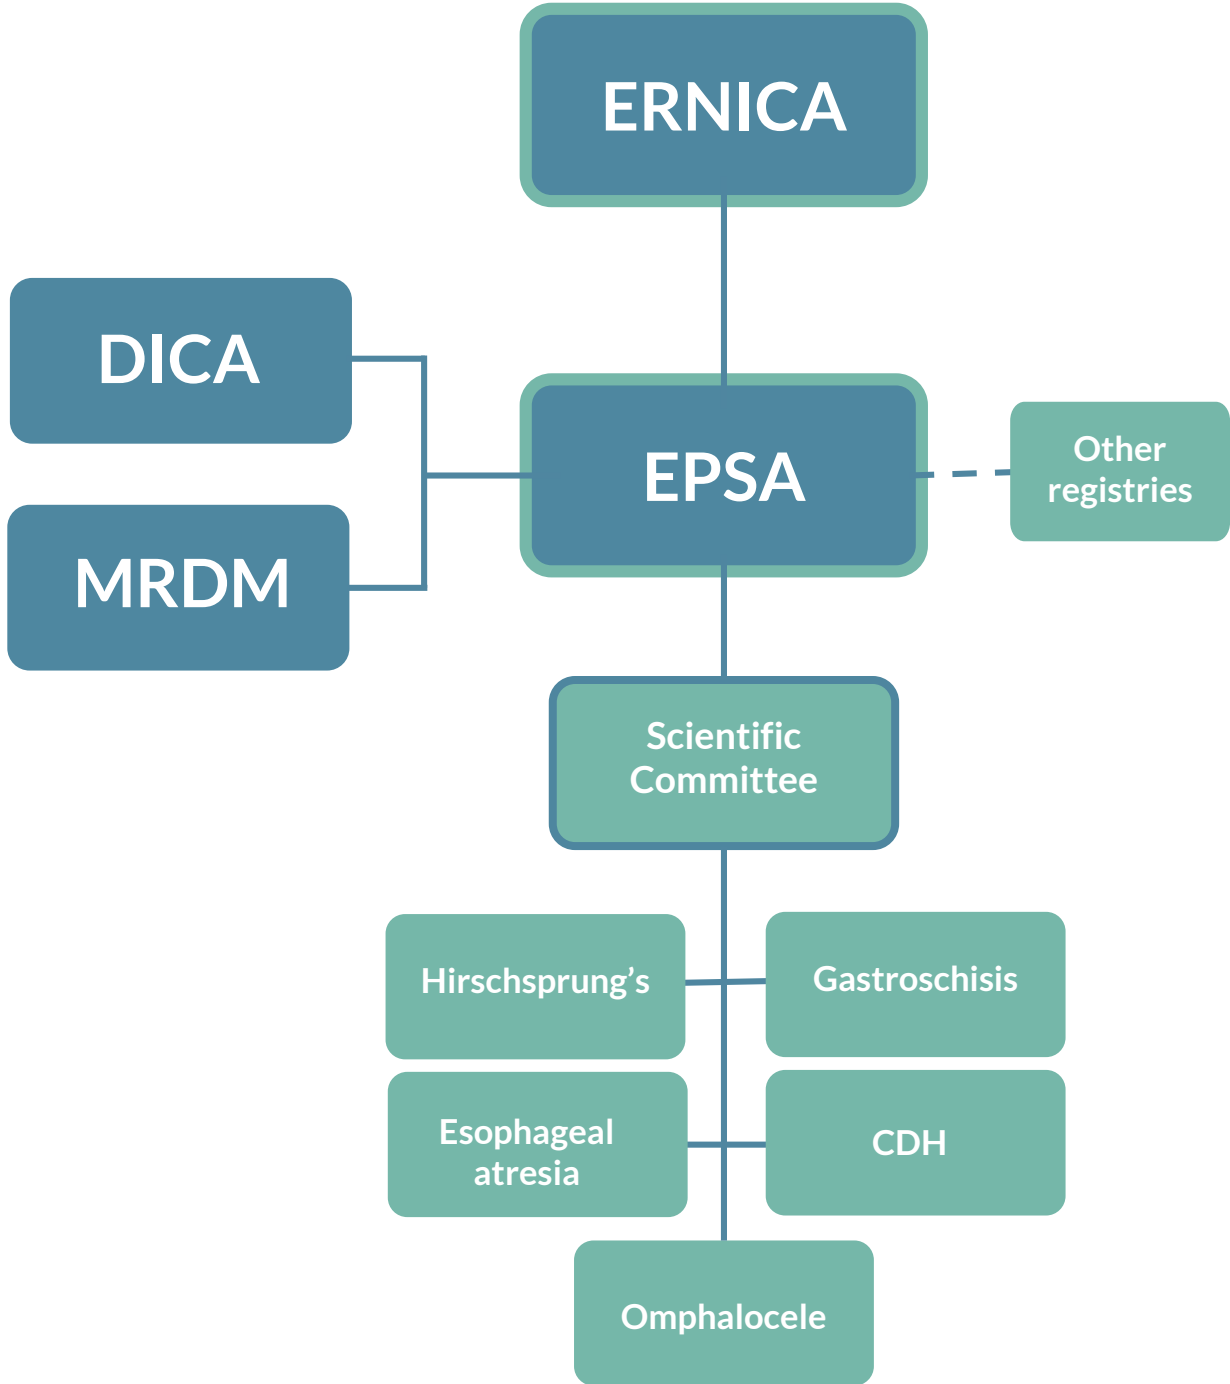 ERNICA
DICA
EPSA
Other
registries
MRDM
Scientific
Committee
Hirschsprung’s
Gastroschisis
Esophageal
atresia
CDH
Omphalocele